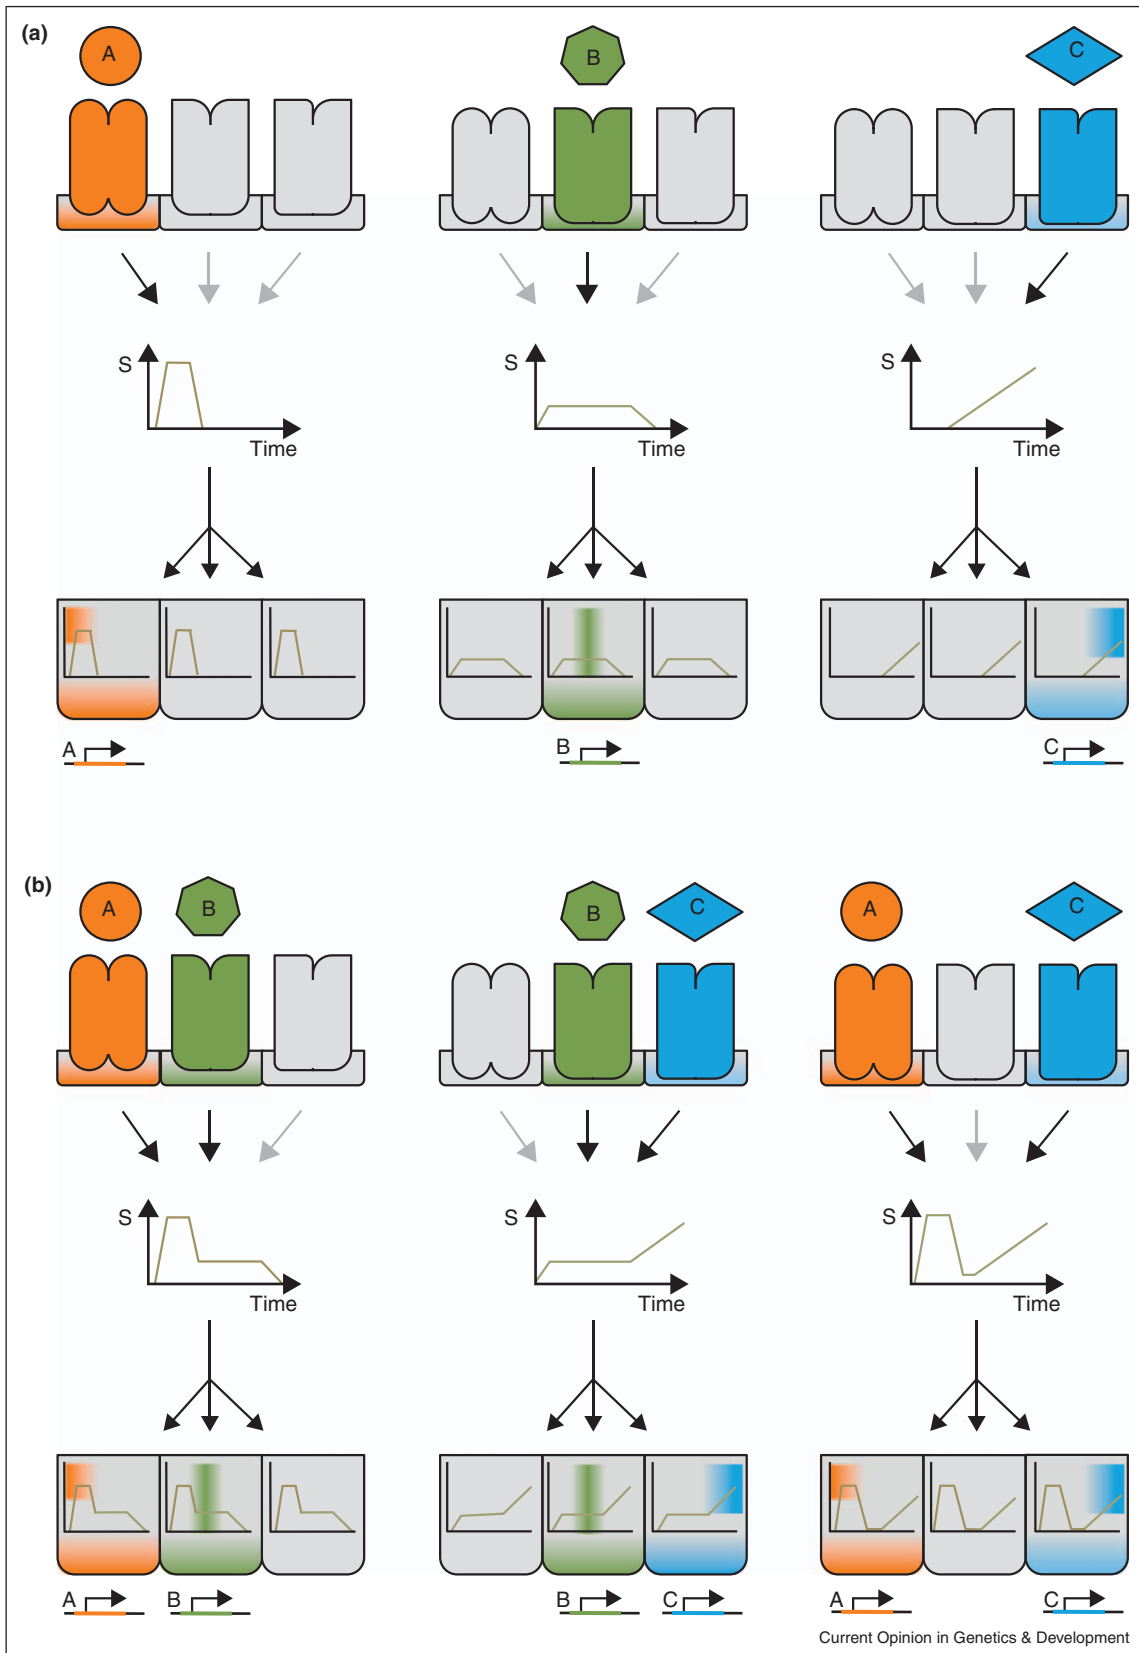 (a)
A B C
S S S
Time Time Time
A B C
(b)
A B B C A C
S S S
Time Time Time
A B B C A C
Current Opinion in Genetics & Development